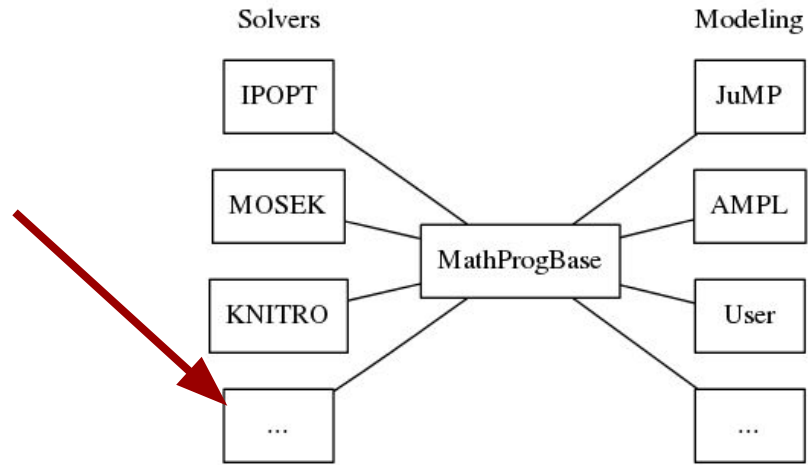 Solvers
Modeling
IPOPT
JuMP
MOSEK
AMPL
MathProgBase
KNITRO
User
...
...